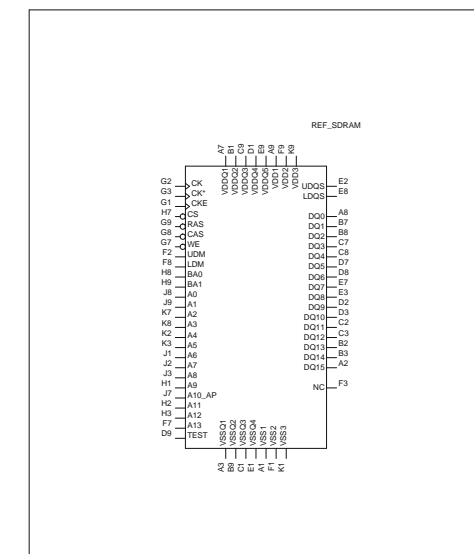 REF_SDRAM
A7 B1 C9 D1 E9 A9 F9 K9
VDDQ1 VDDQ2 VDDQ3 VDDQ4 VDDQ5 VDD1 VDD2 VDD3
G2 CK UDQS E2
G3 CK* LDQS E8
G1 CKE
H7 CS DQ0 A8
G9 RAS DQ1 B7
G8 CAS DQ2 B8
G7 WE DQ3 C7
F2 UDM DQ4 C8
F8 LDM DQ5 D7
H8 BA0 DQ6 D8
H9 BA1 DQ7 E7
J8 A0 DQ8 E3
J9 A1 DQ9 D2
K7 A2 DQ10 D3
K8 A3 DQ11 C2
K2 A4 DQ12 C3
K3 A5 DQ13 B2
J1 A6 DQ14 B3
J2 A7 DQ15 A2
J3 A8
H1 A9 NC F3
J7 A10_AP
H2 A11
H3 A12
F7 A13
D9 TEST
VSSQ1 VSSQ2 VSSQ3 VSSQ4 VSS1 VSS2 VSS3
A3 B9 C1 E1 A1 F1 K1